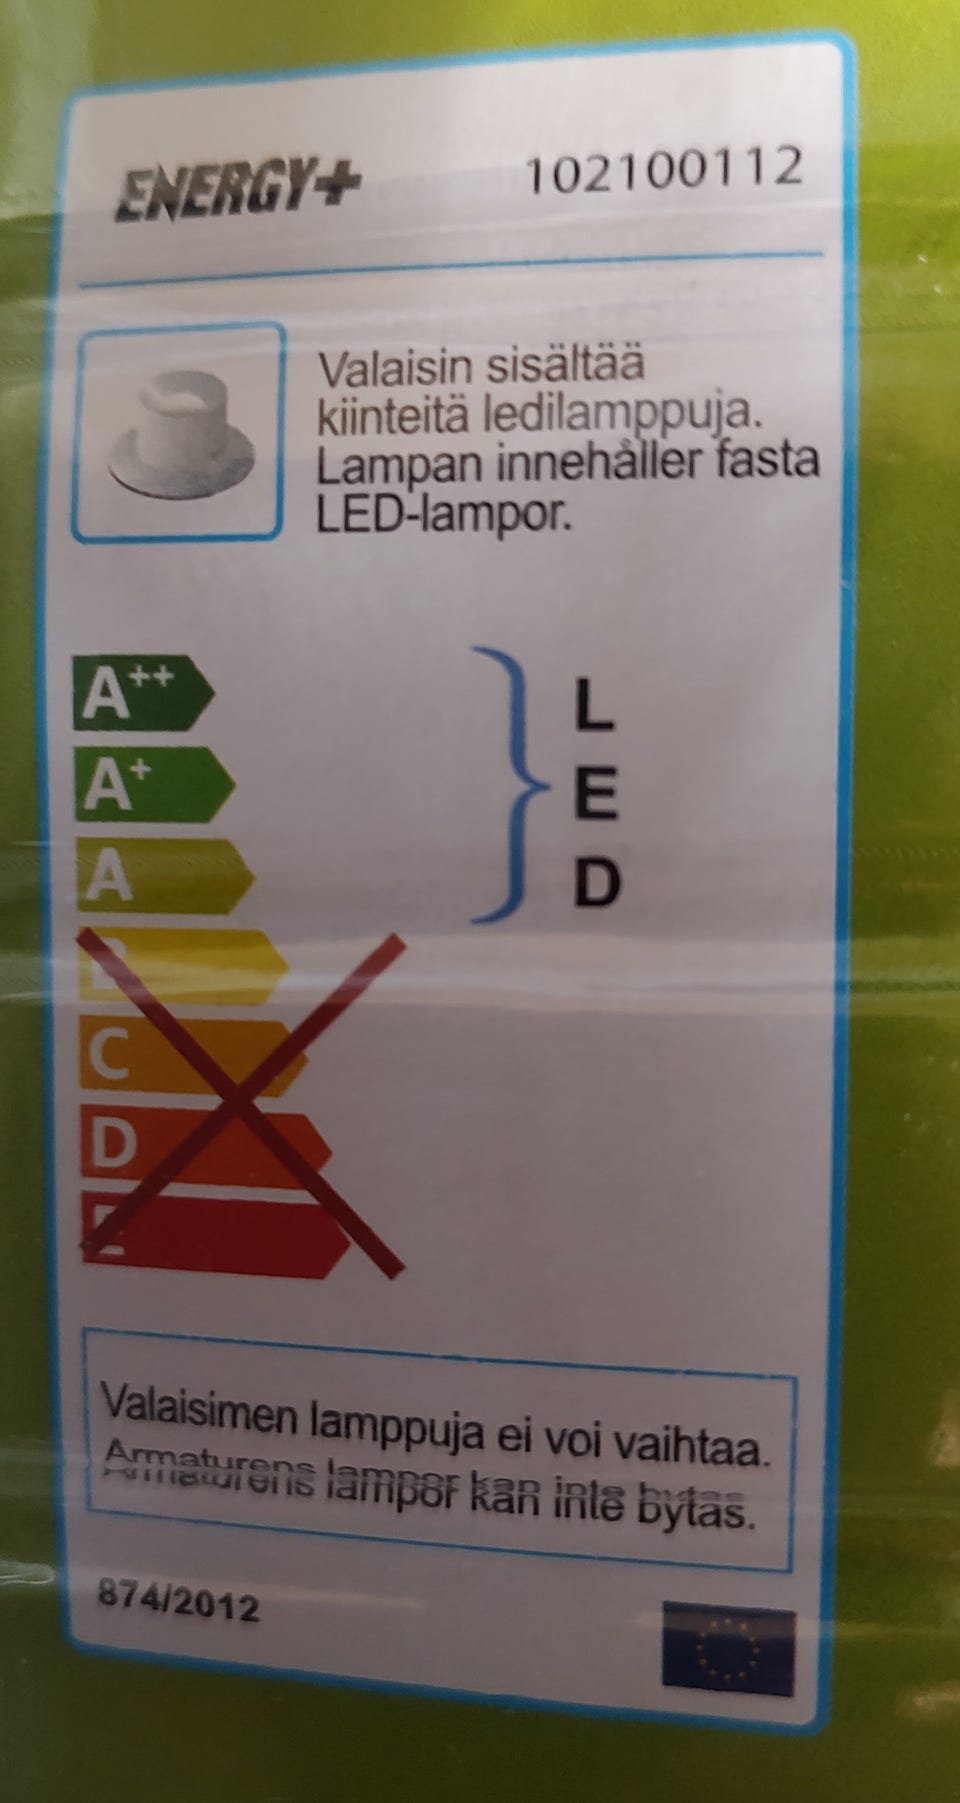 ENERGY+ 102100112
Valaisin sisältää
kiinteitä ledilamppuja.
Lampan innehåller fasta
LED-lampor.
A++
A+
A
B
C
D
E
L
E
D
Valaisimen lamppuja ei voi vaihtaa.
Armaturens lampor kan inte bytas.
874/2012